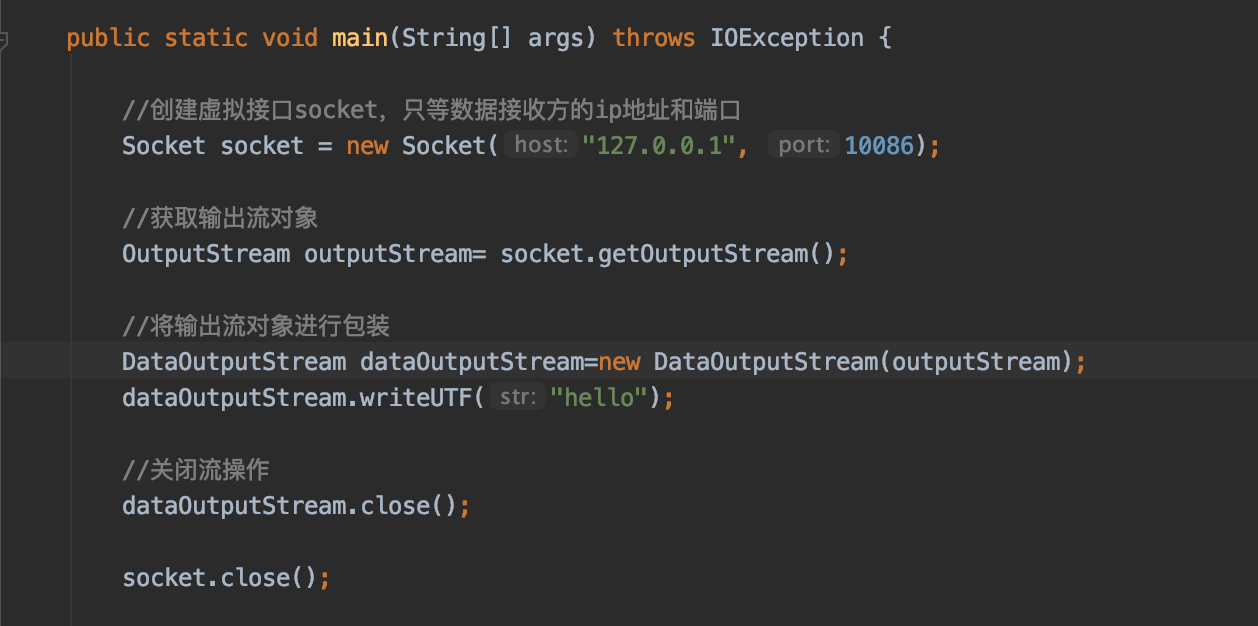 public static void main(String[] args) throws IOException {
//创建虚拟接口socket，只等数据接收方的ip地址和端口
Socket socket = new Socket( host: "127.0.0.1", port: 10086);
//获取输出流对象
OutputStream outputStream= socket.getOutputStream();
//将输出流对象进行包装
DataOutputStream dataOutputStream=new DataOutputStream(outputStream);
dataOutputStream.writeUTF( str: "hello");
//关闭流操作
dataOutputStream.close();
socket.close();